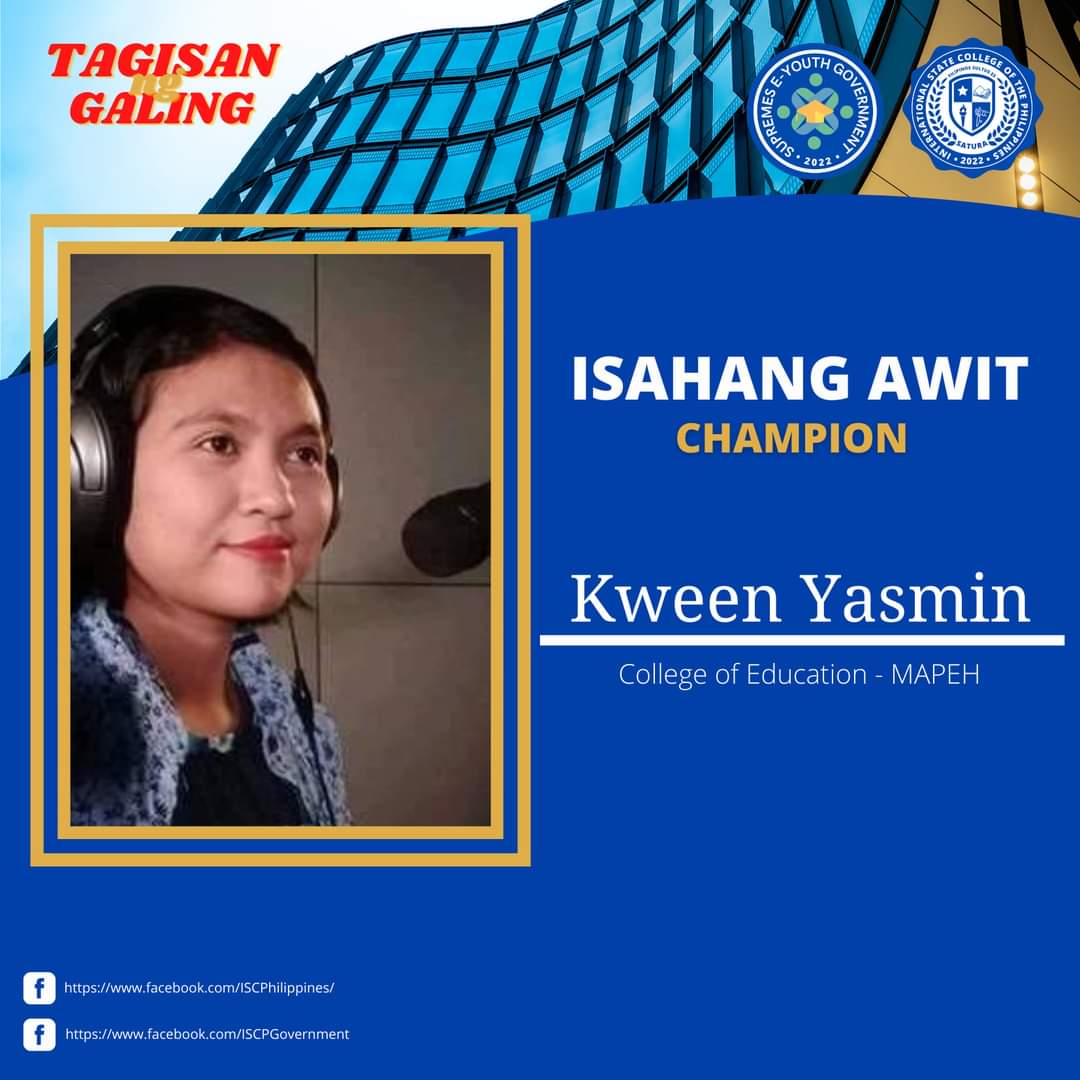 TAGISAN
ng
GALING
SUPREMES E-YOUTH GOVERNMENT
• 2022 •
INTERNATIONAL STATE COLLEGE OF THE PHILIPPINES
SATURA
• 2022 •
ISAHANG AWIT
CHAMPION
Kween Yasmin
College of Education - MAPEH
f https://www.facebook.com/ISCPhilippines/
f https://www.facebook.com/ISCPGovernment